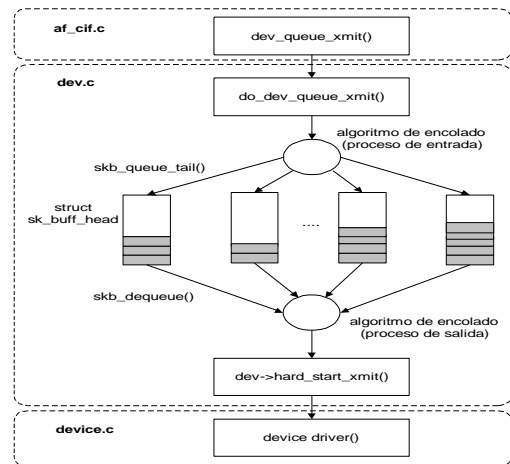 af_cif.c
dev_queue_xmit()
dev.c
do_dev_queue_xmit()
algoritmo de encolado
(proceso de entrada)
skb_queue_tail()
struct
sk_buff_head
....
skb_dequeue()
algoritmo de encolado
(proceso de salida)
dev->hard_start_xmit()
device.c
device driver()